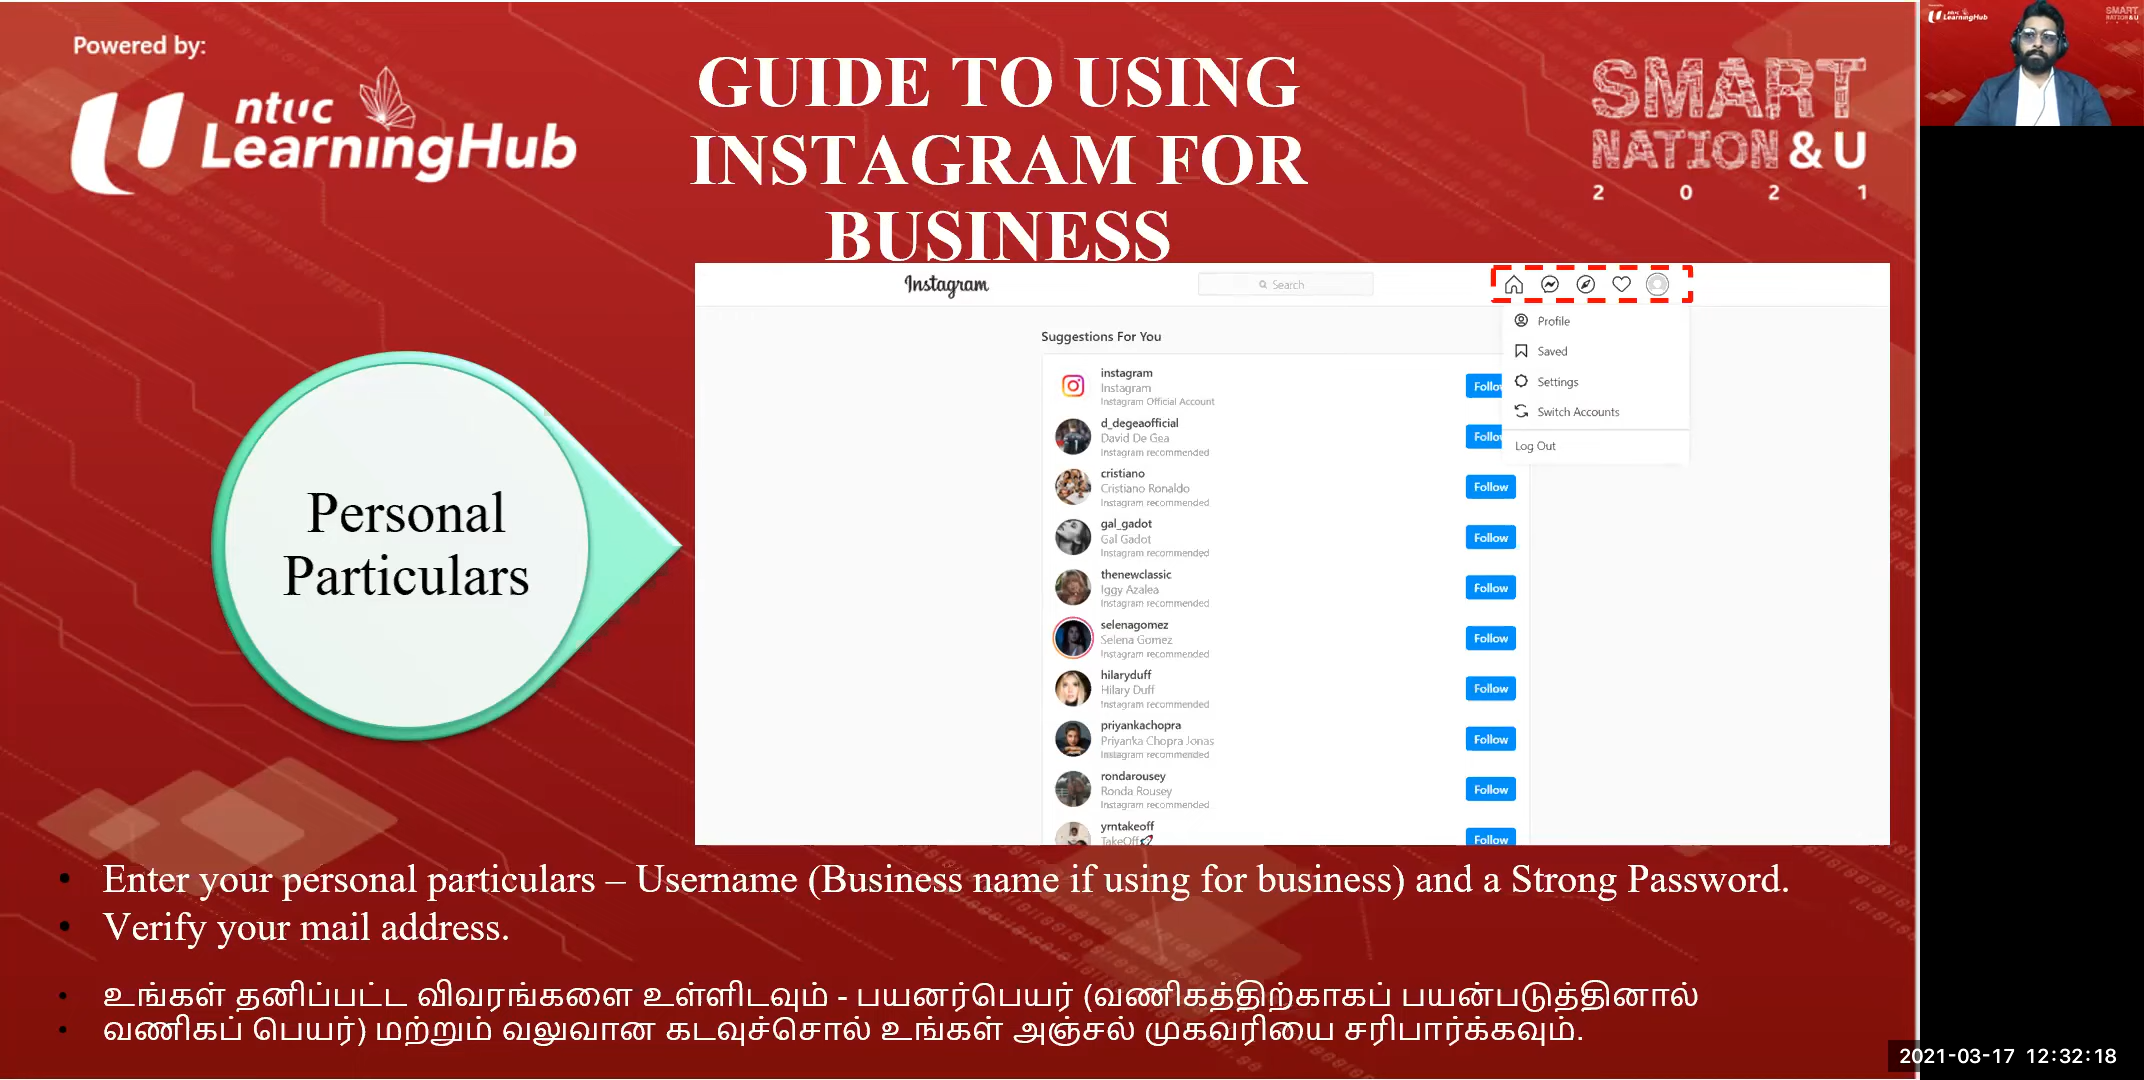 Powered by:
ntuc
LearningHub
GUIDE TO USING
INSTAGRAM FOR
BUSINESS
SMART
NATION & U
2 0 2 1
Instagram
Search
Profile
Saved
Settings
Switch Accounts
Log Out
Suggestions For You
instagram
Instagram
Instagram Official Account
Follow
d_degeaofficial
David De Gea
Instagram recommended
Follow
cristiano
Cristiano Ronaldo
Instagram recommended
Follow
gal_gadot
Gal Gadot
Instagram recommended
Follow
thenewclassic
Iggy Azalea
Instagram recommended
Follow
selenagomez
Selena Gomez
Instagram recommended
Follow
hilaryduff
Hilary Duff
Instagram recommended
Follow
priyankachopra
Priyanka Chopra Jonas
Instagram recommended
Follow
rondarousey
Ronda Rousey
Instagram recommended
Follow
yrntakeoff
TakeOff🚀
Follow
Personal
Particulars
• Enter your personal particulars – Username (Business name if using for business) and a Strong Password.
• Verify your mail address.
• உங்கள் தனிப்பட்ட விவரங்களை உள்ளிடவும் - பயனர்பெயர் (வணிகத்திற்காகப் பயன்படுத்தினால்
• வணிகப் பெயர்) மற்றும் வலுவான கடவுச்சொல் உங்கள் அஞ்சல் முகவரியை சரிபார்க்கவும்.
ntuc LearningHub
SMART
NATION & U
2021-03-17 12:32:18